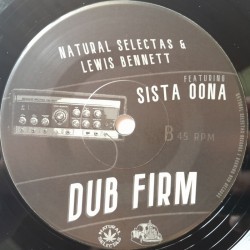 NATURAL SELECTAS &
LEWIS BENNETT
FEATURING
SISTA OONA
B 45 RPM
DUB FIRM